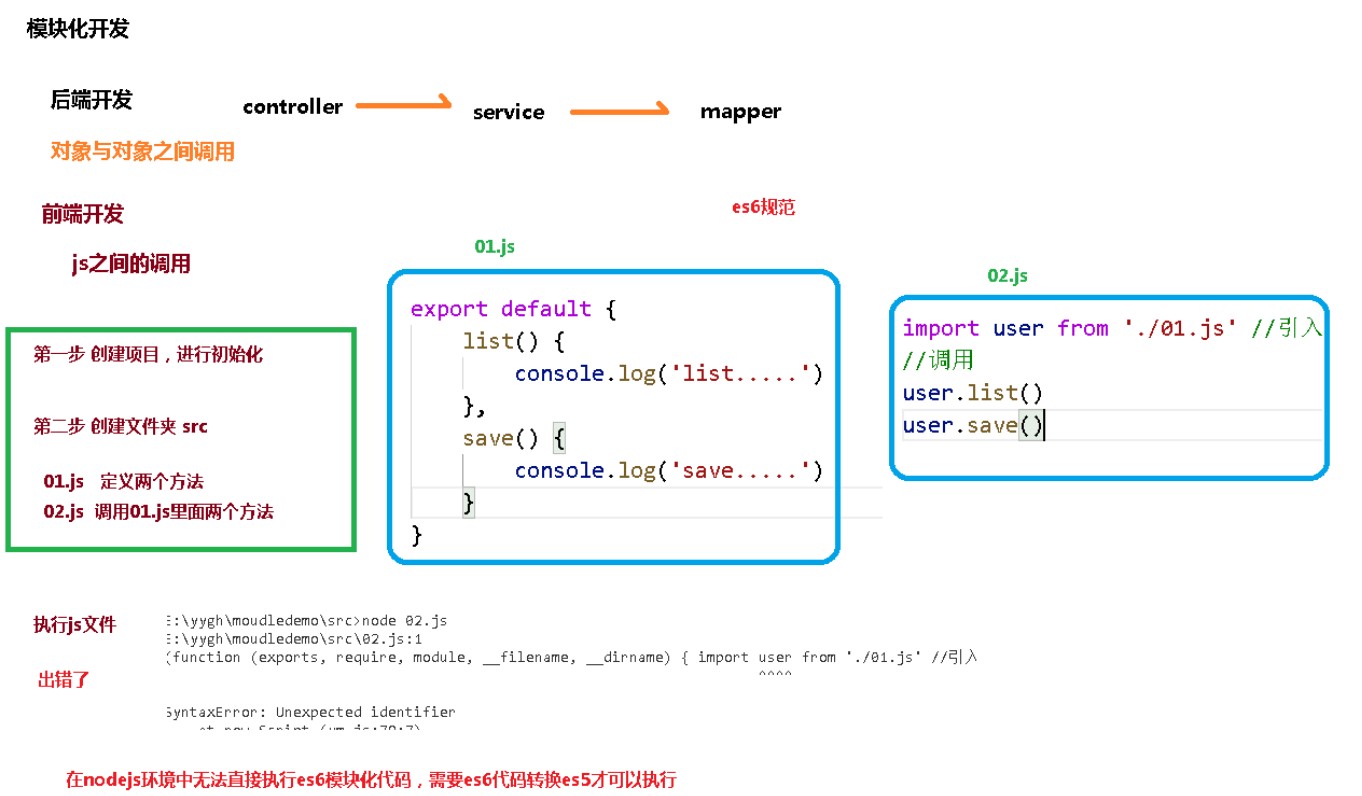 模块化开发
后端开发
controller
service
mapper
对象与对象之间调用
前端开发
es6规范
js之间的调用
第一步 创建项目，进行初始化
第二步 创建文件夹 src
01.js 定义两个方法
02.js 调用01.js里面两个方法
01.js
export default {
list() {
console.log('list.....')
},
save() {
console.log('save.....')
}
}
02.js
import user from './01.js' //引入
//调用
user.list()
user.save()
执行js文件
出错了
E:\yygh\moudledemo\src>node 02.js
E:\yygh\moudledemo\src\02.js:1
(function (exports, require, module, __filename, __dirname) { import user from './01.js' //引入
^^^^
SyntaxError: Unexpected identifier
在nodejs环境中无法直接执行es6模块化代码，需要es6代码转换es5才可以执行